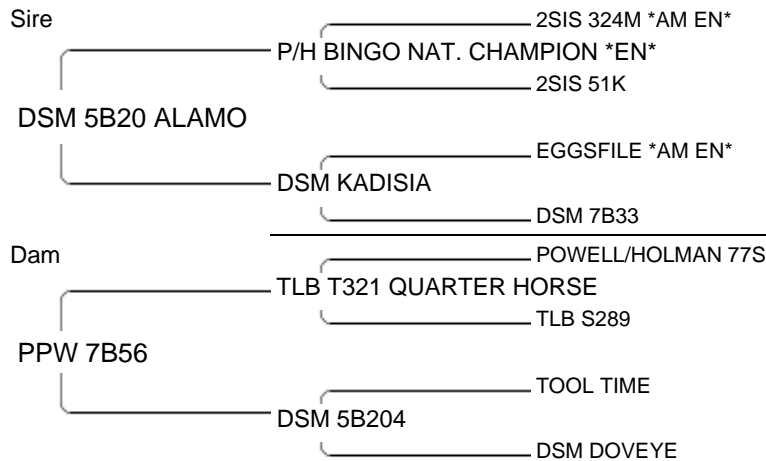 Sire
2SIS 324M *AM EN*
P/H BINGO NAT. CHAMPION *EN*
2SIS 51K
DSM 5B20 ALAMO
EGGSFILE *AM EN*
DSM KADISIA
DSM 7B33
Dam
POWELL/HOLMAN 77S
TLB T321 QUARTER HORSE
TLB S289
PPW 7B56
TOOL TIME
DSM 5B204
DSM DOVEYE